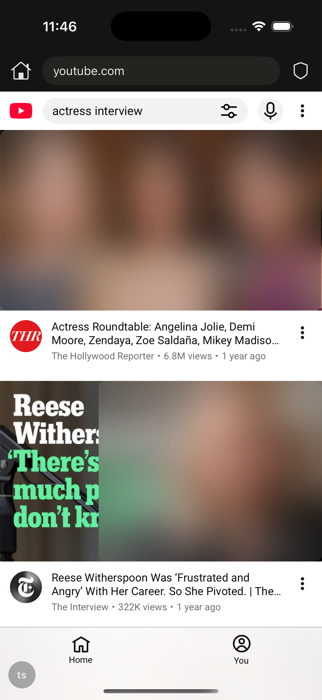 11:46
youtube.com
actress interview
THR
Actress Roundtable: Angelina Jolie, Demi
Moore, Zendaya, Zoe Saldaña, Mikey Madiso...
The Hollywood Reporter • 6.8M views • 1 year ago
Reese
Withers
'There's
much p
don't kn
Reese Witherspoon Was 'Frustrated and
Angry' With Her Career. So She Pivoted. | The...
The Interview • 322K views • 1 year ago
Home
You
ts